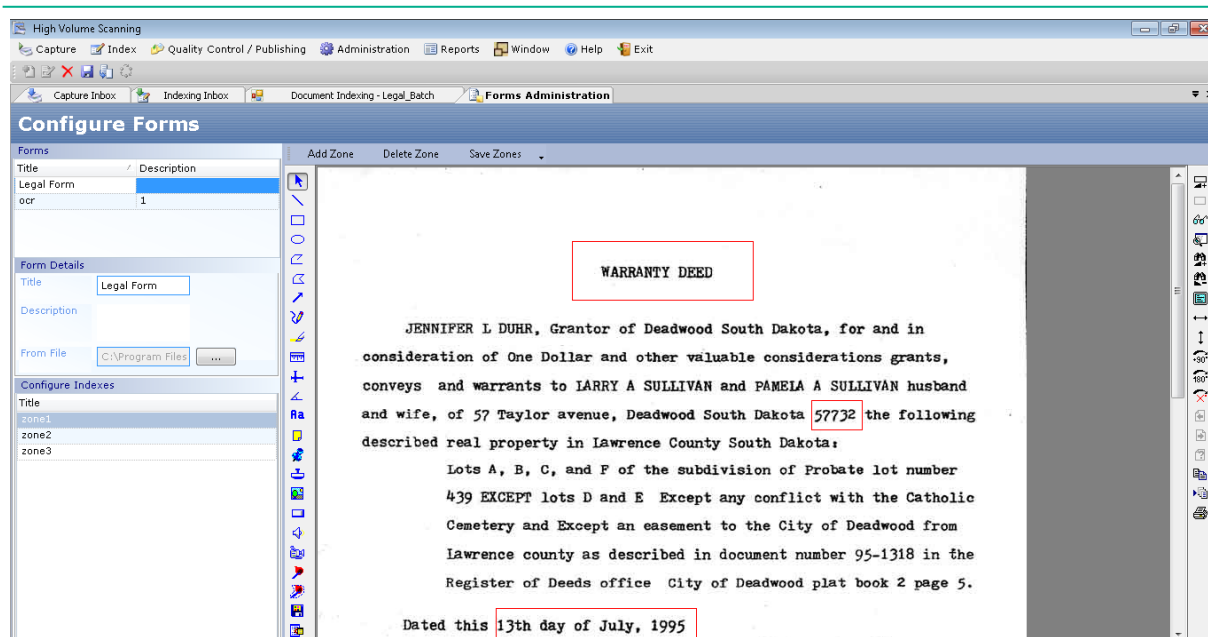 High Volume Scanning
Capture Index Quality Control / Publishing Administration Reports Window Help Exit
Capture Inbox Indexing Inbox Document Indexing - Legal_Batch Forms Administration
Configure Forms
Forms
Add Zone Delete Zone Save Zones
Title Description
Legal Form
ocr 1
Form Details
Title Legal Form
Description
From File C:\Program Files ...
Configure Indexes
Title
zone1
zone2
zone3
Aa
+90°
180°
WARRANTY DEED
JENNIFER L DUHR, Grantor of Deadwood South Dakota, for and in
consideration of One Dollar and other valuable considerations grants,
conveys and warrants to LARRY A SULLIVAN and PAMELA A SULLIVAN husband
and wife, of 57 Taylor avenue, Deadwood South Dakota 57732 the following
described real property in Lawrence County South Dakota:
Lots A, B, C, and F of the subdivision of Probate lot number
439 EXCEPT lots D and E Except any conflict with the Catholic
Cemetery and Except an easement to the City of Deadwood from
Lawrence county as described in document number 95-1318 in the
Register of Deeds office City of Deadwood plat book 2 page 5.
Dated this 13th day of July, 1995